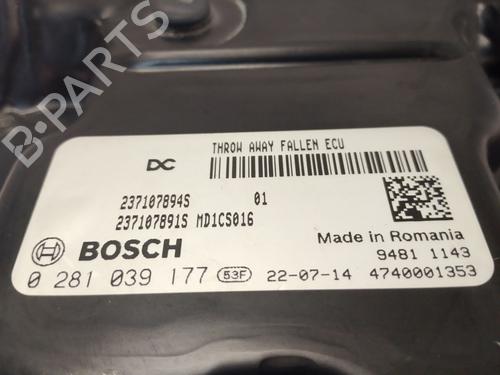 B-PARTS
THROW AWAY FALLEN ECU
DC
237107894S 01
237107891S MD1CS016
BOSCH
Made in Romania
9481 1143
0 281 039 177 53F 22-07-14 4740001353